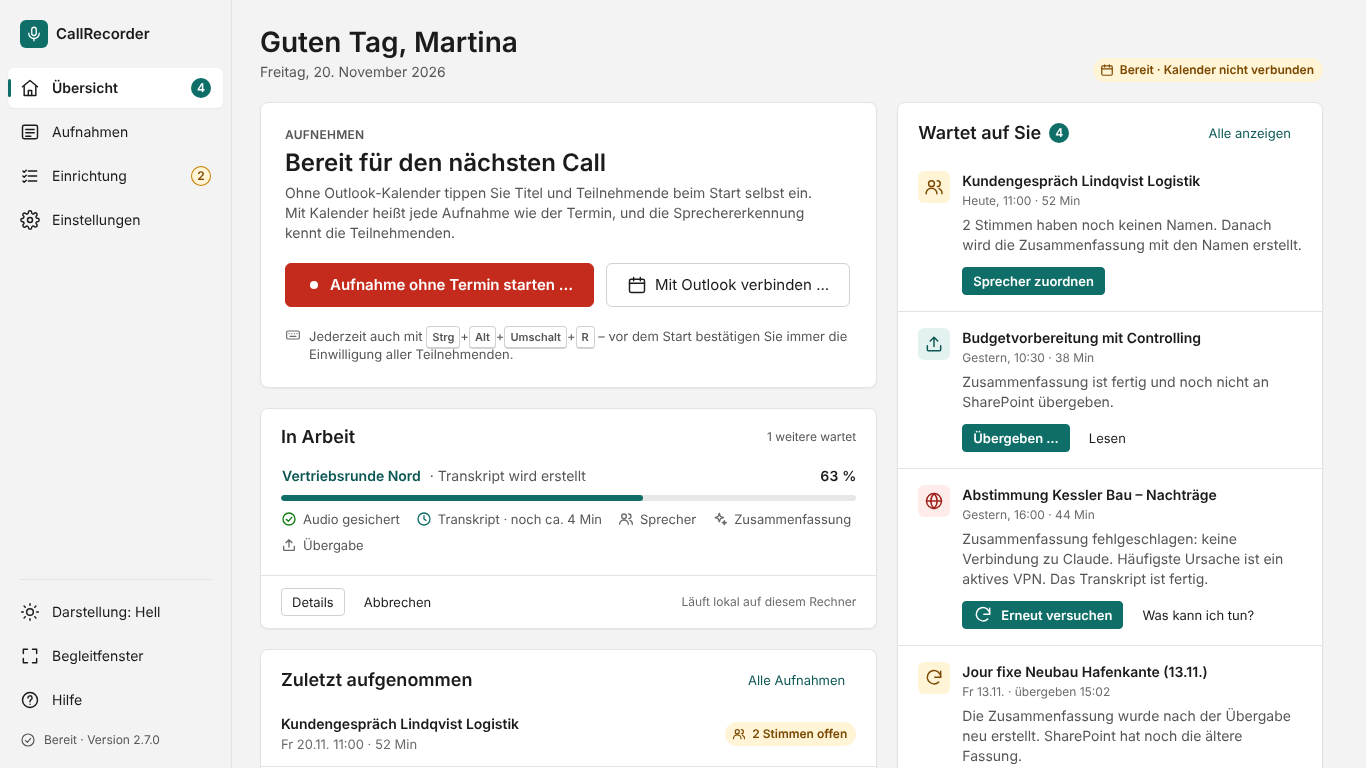 CallRecorder
Übersicht
4
Aufnahmen
Einrichtung
2
Einstellungen
Darstellung: Hell
Begleitfenster
Hilfe
Bereit · Version 2.7.0
Guten Tag, Martina
Freitag, 20. November 2026
Bereit · Kalender nicht verbunden
AUFNEHMEN
Bereit für den nächsten Call
Ohne Outlook-Kalender tippen Sie Titel und Teilnehmende beim Start selbst ein.
Mit Kalender heißt jede Aufnahme wie der Termin, und die Sprechererkennung
kennt die Teilnehmenden.
Aufnahme ohne Termin starten …
Mit Outlook verbinden …
Jederzeit auch mit Strg + Alt + Umschalt + R – vor dem Start bestätigen Sie immer die
Einwilligung aller Teilnehmenden.
In Arbeit
1 weitere wartet
Vertriebsrunde Nord · Transkript wird erstellt
63 %
Audio gesichert
Transkript · noch ca. 4 Min
Sprecher
Zusammenfassung
Übergabe
Details
Abbrechen
Läuft lokal auf diesem Rechner
Zuletzt aufgenommen
Alle Aufnahmen
Kundengespräch Lindqvist Logistik
Fr 20.11. 11:00 · 52 Min
2 Stimmen offen
Wartet auf Sie
4
Alle anzeigen
Kundengespräch Lindqvist Logistik
Heute, 11:00 · 52 Min
2 Stimmen haben noch keinen Namen. Danach
wird die Zusammenfassung mit den Namen erstellt.
Sprecher zuordnen
Budgetvorbereitung mit Controlling
Gestern, 10:30 · 38 Min
Zusammenfassung ist fertig und noch nicht an
SharePoint übergeben.
Übergeben …
Lesen
Abstimmung Kessler Bau – Nachträge
Gestern, 16:00 · 44 Min
Zusammenfassung fehlgeschlagen: keine
Verbindung zu Claude. Häufigste Ursache ist ein
aktives VPN. Das Transkript ist fertig.
Erneut versuchen
Was kann ich tun?
Jour fixe Neubau Hafenkante (13.11.)
Fr 13.11. · übergeben 15:02
Die Zusammenfassung wurde nach der Übergabe
neu erstellt. SharePoint hat noch die ältere
Fassung.